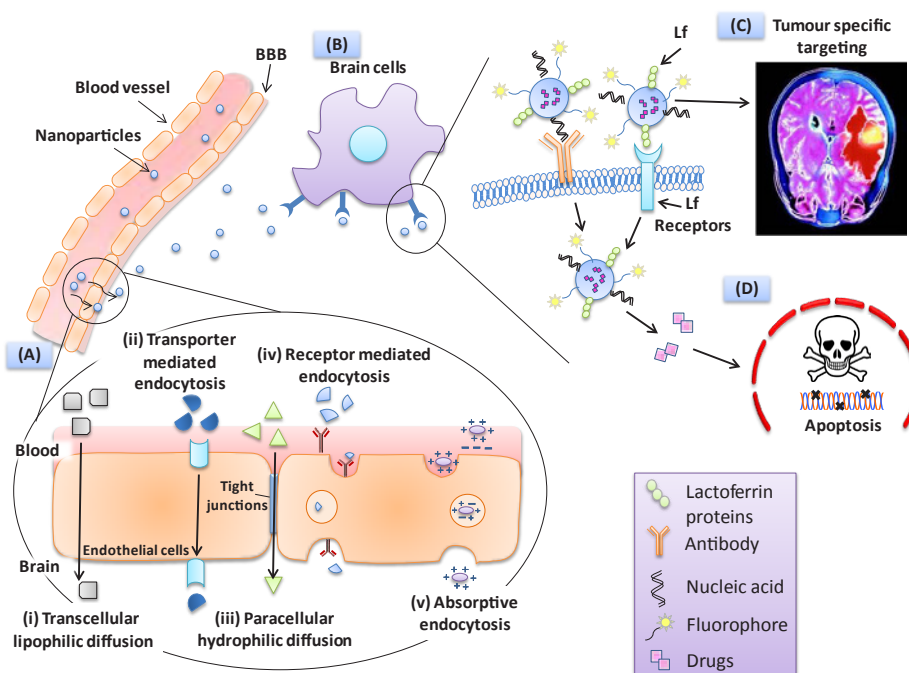 (A)
Blood vessel
BBB
Nanoparticles
(B)
Brain cells
Lf
(C)
Tumour specific
targeting
Lf
Receptors
(D)
Apoptosis
(ii) Transporter
mediated
endocytosis
(iv) Receptor mediated
endocytosis
Blood
Tight
junctions
Endothelial cells
Brain
(i) Transcellular
lipophilic diffusion
(iii) Paracellular
hydrophilic diffusion
(v) Absorptive
endocytosis
Lactoferrin
proteins
Antibody
Nucleic acid
Fluorophore
Drugs